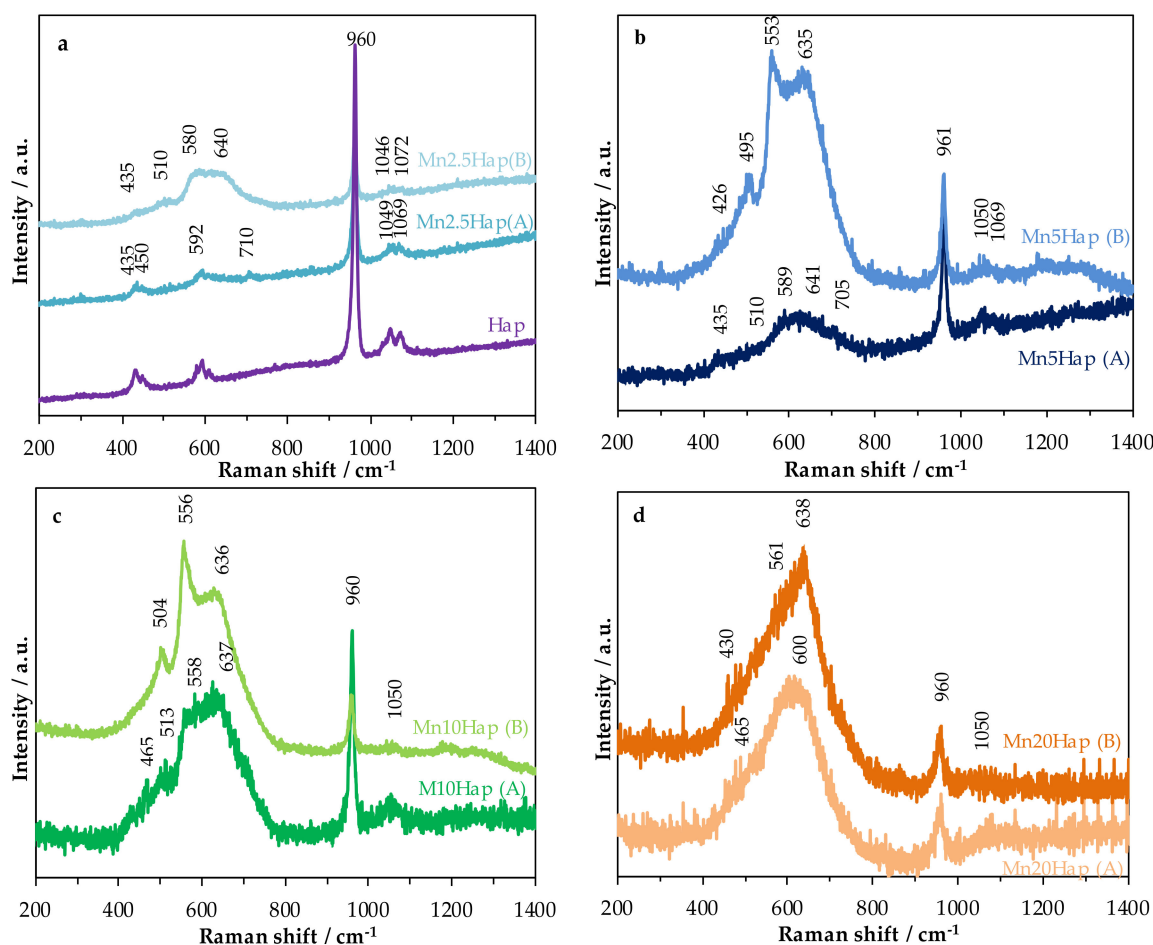 a
960
580
640
510
435
1046
1072
Mn2.5Hap(B)
Mn2.5Hap(A)
1049
1069
592
710
435
450
Hap
Intensity / a.u.
200 400 600 800 1000 1200 1400
Raman shift / cm-1
b
553
635
495
961
426
1050
1069
Mn5Hap (B)
589
641
705
510
435
Mn5Hap (A)
Intensity / a.u.
200 400 600 800 1000 1200 1400
Raman shift / cm-1
c
556
636
504
960
637
558
513
465
1050
Mn10Hap (B)
M10Hap (A)
Intensity / a.u.
200 400 600 800 1000 1200 1400
Raman shift / cm-1
d
638
561
430
600
465
960
1050
Mn20Hap (B)
Mn20Hap (A)
Intensity / a.u.
200 400 600 800 1000 1200 1400
Raman shift / cm-1